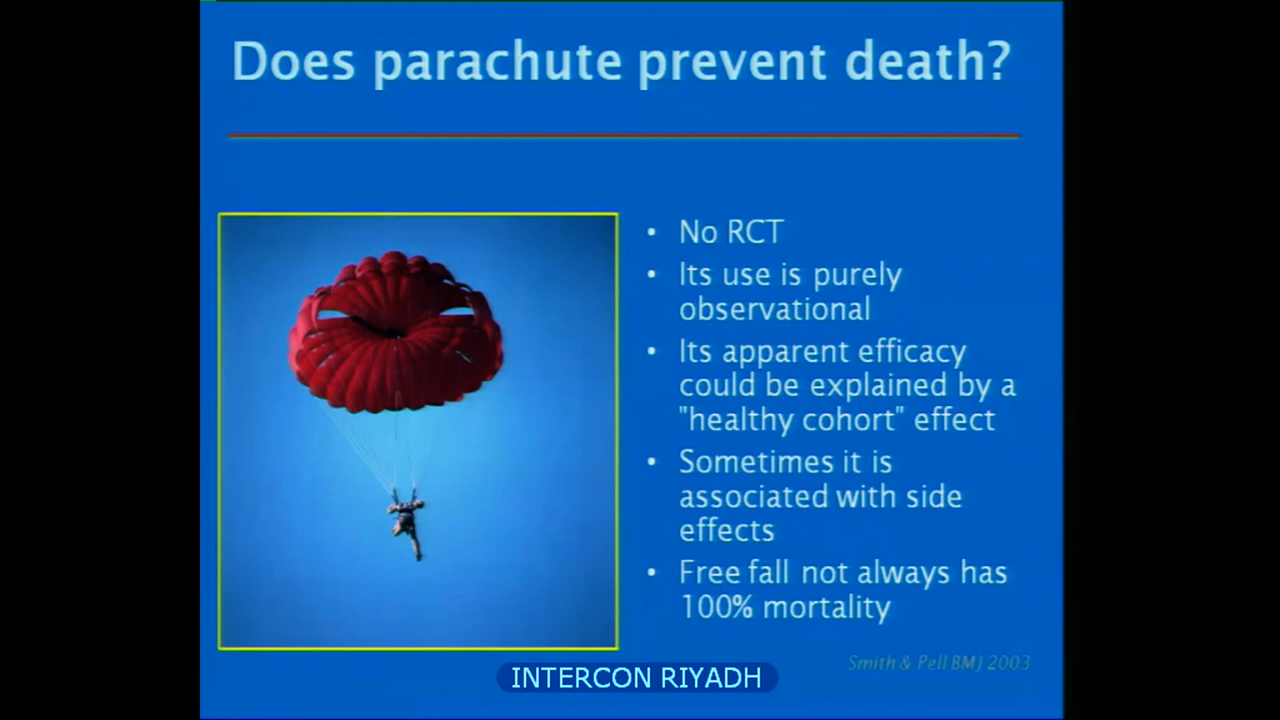 Does parachute prevent death?
• No RCT
• Its use is purely
observational
• Its apparent efficacy
could be explained by a
"healthy cohort" effect
• Sometimes it is
associated with side
effects
• Free fall not always has
100% mortality
Smith & Pell BMJ 2003
INTERCON RIYADH